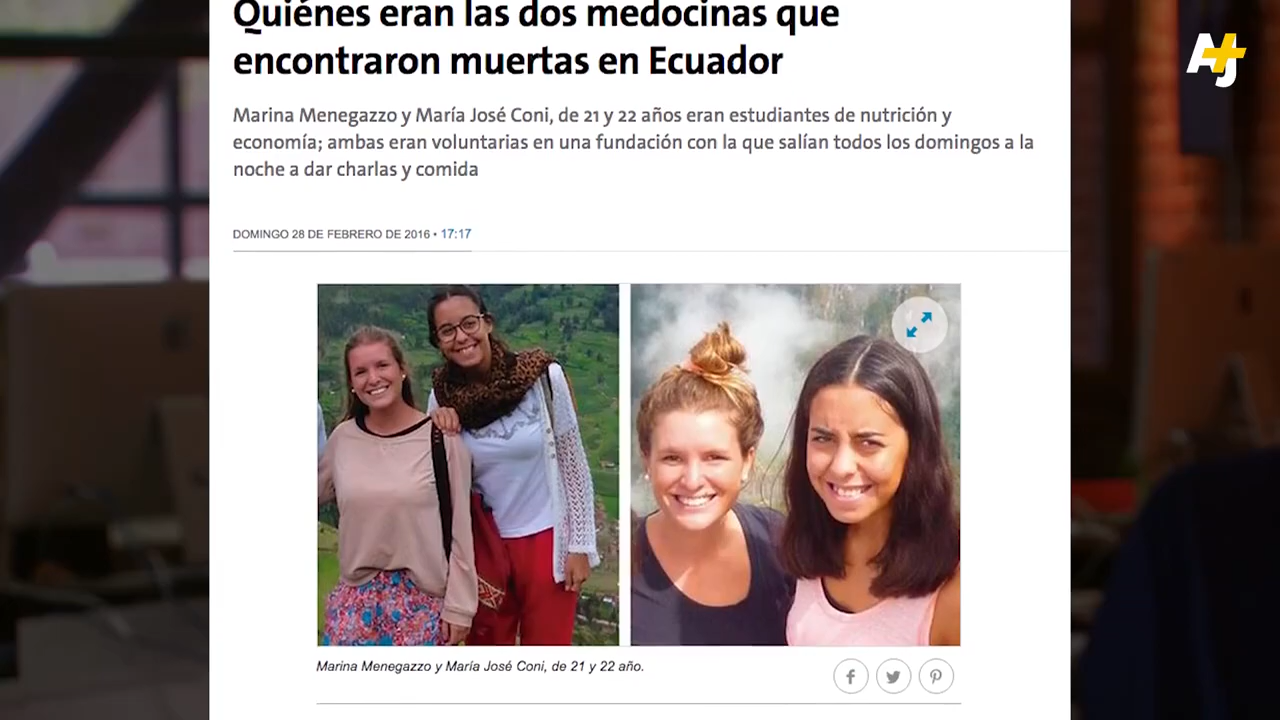 Quiénes eran las dos medocinas que
encontraron muertas en Ecuador
Marina Menegazzo y María José Coni, de 21 y 22 años eran estudiantes de nutrición y
economía; ambas eran voluntarias en una fundación con la que salían todos los domingos a la
noche a dar charlas y comida
DOMINGO 28 DE FEBRERO DE 2016 • 17:17
Marina Menegazzo y María José Coni, de 21 y 22 año.
AJ+